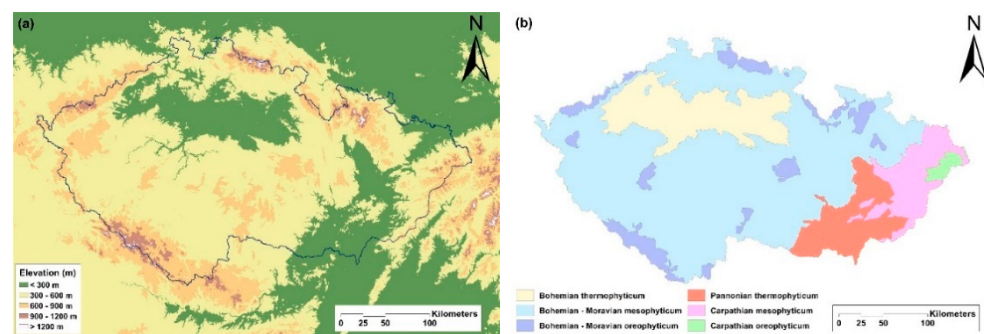 (a)
N
Elevation (m)
< 300 m
300 - 600 m
600 - 900 m
900 - 1200 m
> 1200 m
Kilometers
0 25 50 100
(b)
N
Bohemian thermophyticum
Bohemian - Moravian mesophyticum
Bohemian - Moravian oreophyticum
Pannonian thermophyticum
Carpathian mesophyticum
Carpathian oreophyticum
Kilometers
0 25 50 100